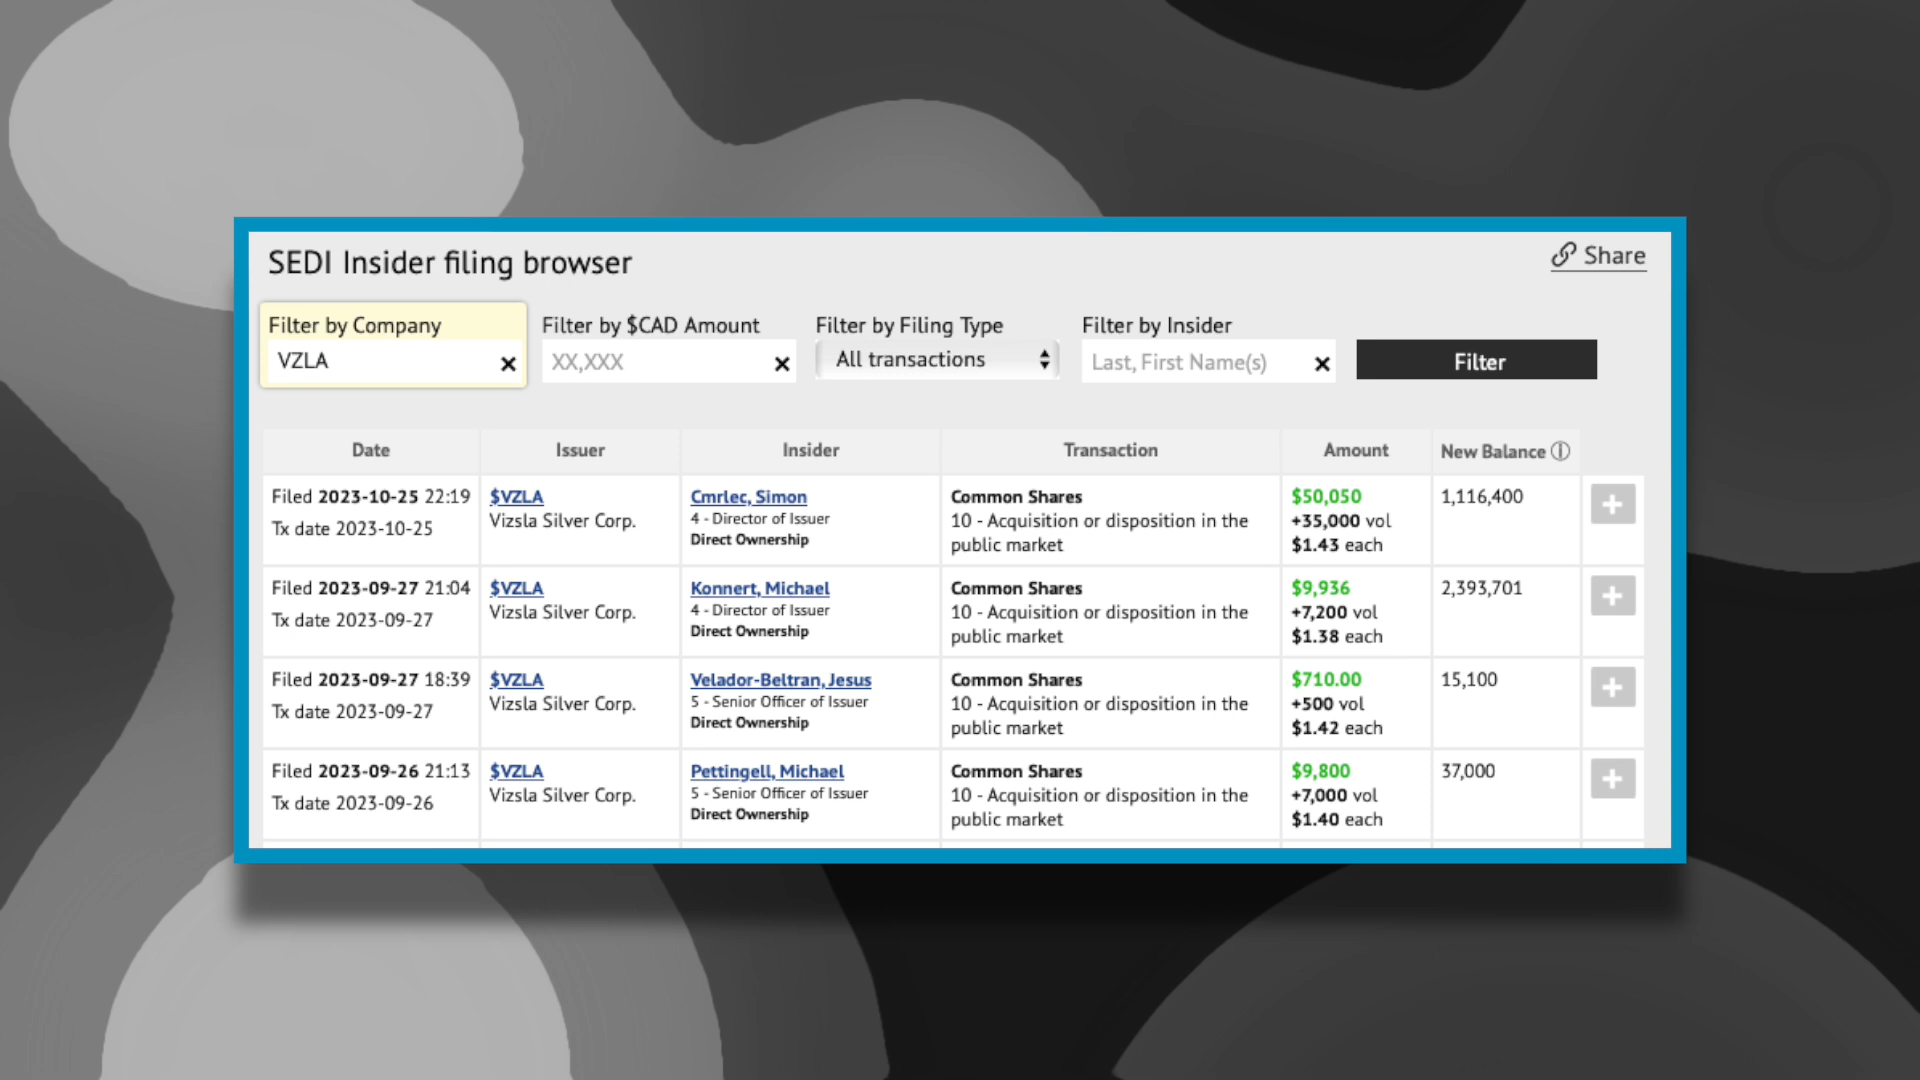 SEDI Insider filing browser
Share
Filter by Company
Filter by $CAD Amount
Filter by Filing Type
Filter by Insider
VZLA
XX,XXX
All transactions
Last, First Name(s)
Filter
Date
Issuer
Insider
Transaction
Amount
New Balance
Filed 2023-10-25 22:19
Tx date 2023-10-25
$VZLA
Vizsla Silver Corp.
Cmrlec, Simon
4 - Director of Issuer
Direct Ownership
Common Shares
10 - Acquisition or disposition in the
public market
$50,050
+35,000 vol
$1.43 each
1,116,400
Filed 2023-09-27 21:04
Tx date 2023-09-27
$VZLA
Vizsla Silver Corp.
Konnert, Michael
4 - Director of Issuer
Direct Ownership
Common Shares
10 - Acquisition or disposition in the
public market
$9,936
+7,200 vol
$1.38 each
2,393,701
Filed 2023-09-27 18:39
Tx date 2023-09-27
$VZLA
Vizsla Silver Corp.
Velador-Beltran, Jesus
5 - Senior Officer of Issuer
Direct Ownership
Common Shares
10 - Acquisition or disposition in the
public market
$710.00
+500 vol
$1.42 each
15,100
Filed 2023-09-26 21:13
Tx date 2023-09-26
$VZLA
Vizsla Silver Corp.
Pettingell, Michael
5 - Senior Officer of Issuer
Direct Ownership
Common Shares
10 - Acquisition or disposition in the
public market
$9,800
+7,000 vol
$1.40 each
37,000